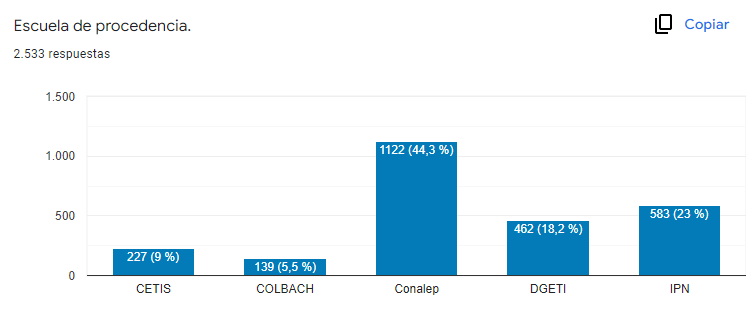 Escuela de procedencia.
Copiar
2.533 respuestas
1.500
1.000
500
0
227 (9 %)
139 (5,5 %)
1122 (44,3 %)
462 (18,2 %)
583 (23 %)
CETIS
COLBACH
Conalep
DGETI
IPN